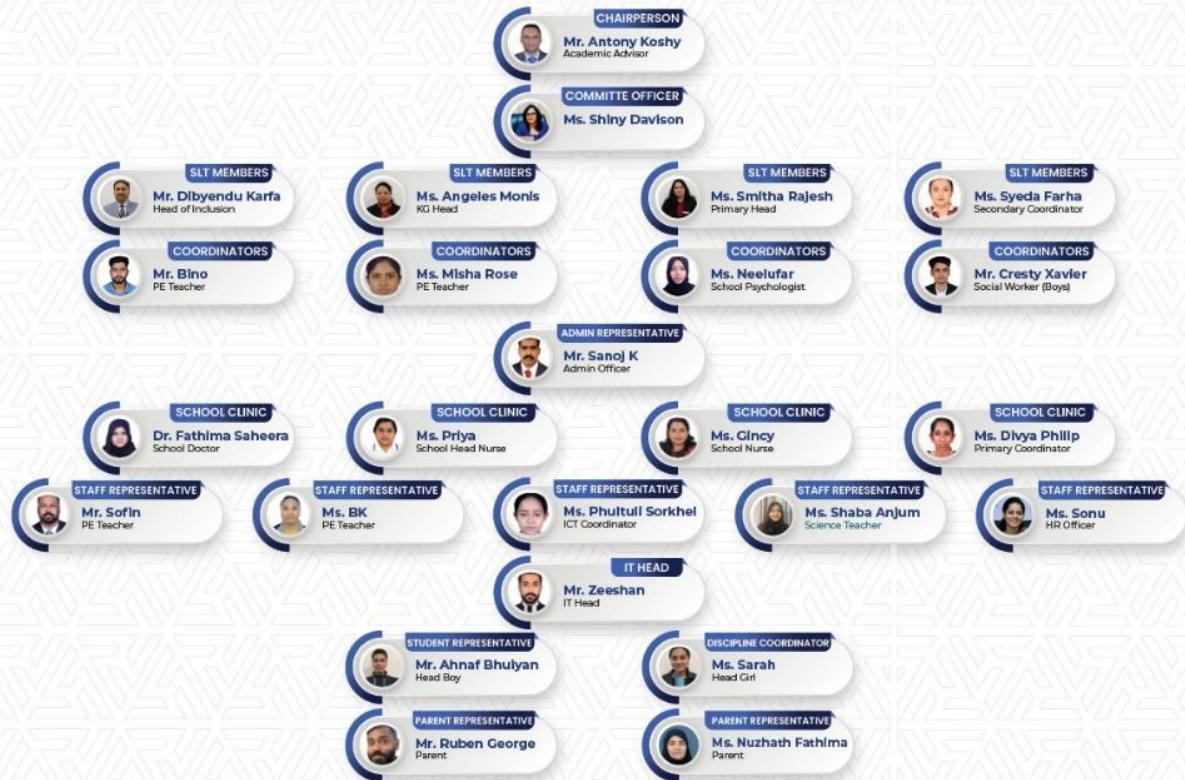 CHAIRPERSON
Mr. Antony Koshy
Academic Advisor
COMMITTE OFFICER
Ms. Shiny Davison
SLT MEMBERS
Mr. Dibyendu Karfa
Head of Inclusion
SLT MEMBERS
Ms. Angeles Monis
KG Head
SLT MEMBERS
Ms. Smitha Rajesh
Primary Head
SLT MEMBERS
Ms. Syeda Farha
Secondary Coordinator
COORDINATORS
Mr. Bino
PE Teacher
COORDINATORS
Ms. Misha Rose
PE Teacher
COORDINATORS
Ms. Neelufar
School Psychologist
COORDINATORS
Mr. Cresty Xavier
Social Worker (Boys)
ADMIN REPRESENTATIVE
Mr. Sanoj K
Admin Officer
SCHOOL CLINIC
Dr. Fathima Saheera
School Doctor
SCHOOL CLINIC
Ms. Priya
School Head Nurse
SCHOOL CLINIC
Ms. Gincy
School Nurse
SCHOOL CLINIC
Ms. Divya Philip
Primary Coordinator
STAFF REPRESENTATIVE
Mr. Sofin
PE Teacher
STAFF REPRESENTATIVE
Ms. BK
PE Teacher
STAFF REPRESENTATIVE
Ms. Phultuli Sorkhel
ICT Coordinator
STAFF REPRESENTATIVE
Ms. Shaba Anjum
Science Teacher
STAFF REPRESENTATIVE
Ms. Sonu
HR Officer
IT HEAD
Mr. Zeeshan
IT Head
STUDENT REPRESENTATIVE
Mr. Ahnaf Bhuiyan
Head Boy
DISCIPLINE COORDINATOR
Ms. Sarah
Head Girl
PARENT REPRESENTATIVE
Mr. Ruben George
Parent
PARENT REPRESENTATIVE
Ms. Nuzhath Fathima
Parent